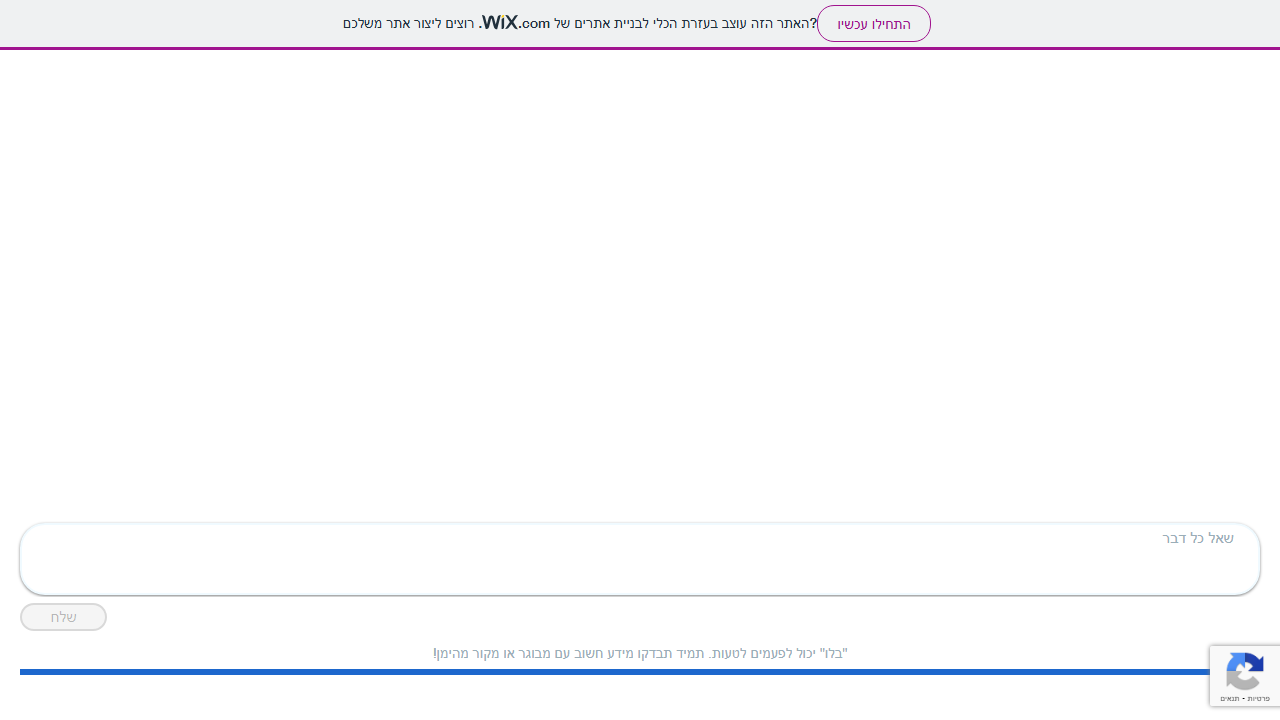 האתר הזה עוצב בעזרת הכלי לבניית אתרים של WiX.com. רוצים ליצור אתר משלכם?
התחילו עכשיו
שאל כל דבר
שלח
"בלו" יכול לפעמים לטעות. תמיד תבדקו מידע חשוב עם מבוגר או מקור מהימן!
פרטיות - תנאים